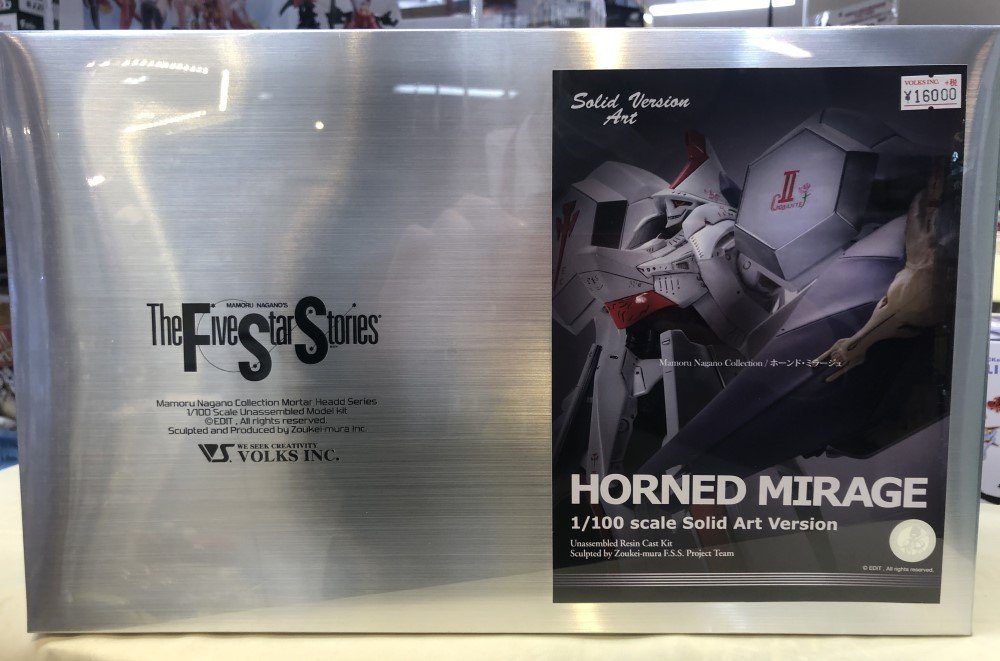 Solid Version
Art
VOLKS INC. +税
¥16000
II
MAMORU NAGANO'S
The Five Star Stories
Mamoru Nagano Collection Mortar Headd Series
1/100 Scale Unassembled Model kit
©EDIT , All rights reserved.
Sculpted and Produced by Zoukei-mura Inc.
VS. WE SEEK CREATIVITY
VOLKS INC.
Mamoru Nagano Collection / ホーンド・ミラージュ
HORNED MIRAGE
1/100 scale Solid Art Version
Unassembled Resin Cast Kit
Sculpted by Zoukei-mura F.S.S. Project Team
© EDIT , All rights reserved.